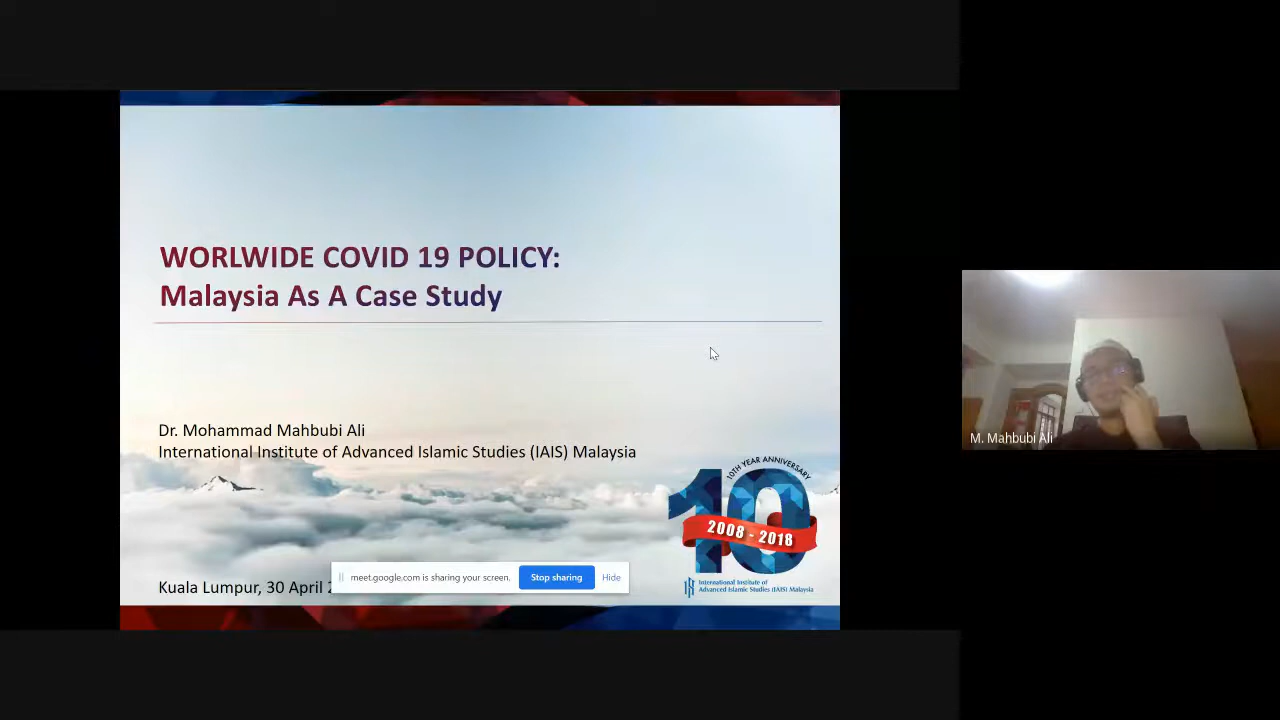 WORLWIDE COVID 19 POLICY:
Malaysia As A Case Study
Dr. Mohammad Mahbubi Ali
International Institute of Advanced Islamic Studies (IAIS) Malaysia
10TH YEAR ANNIVERSARY
10
2008 - 2018
International Institute of
Advanced Islamic Studies (IAIS) Malaysia
Kuala Lumpur, 30 April
meet.google.com is sharing your screen.
Stop sharing
Hide
M. Mahbubi Ali